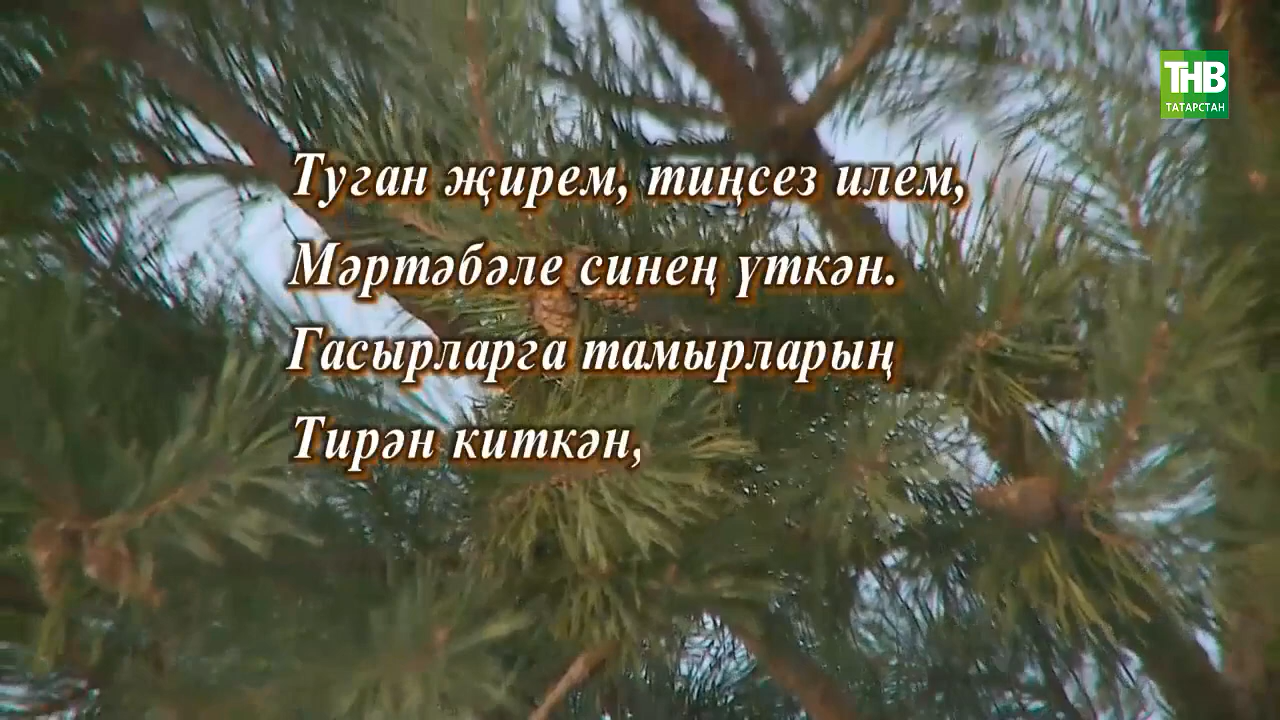 ТНВ
ТАТАРСТАН
Туган җирем, тиңсез илем,
Мәртәбәле синең үткән.
Гасырларга тамырларың
Тирән киткән,